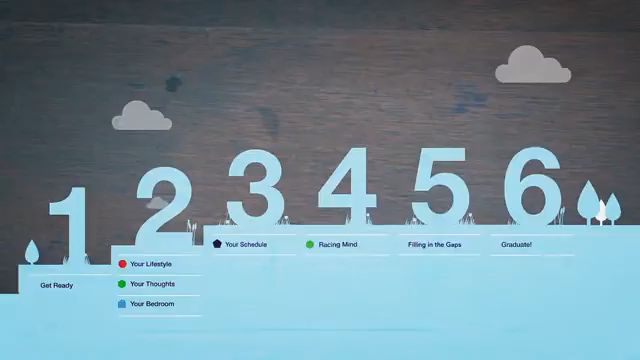 1 2 3 4 5 6
Get Ready
Your Lifestyle
Your Thoughts
Your Bedroom
Your Schedule
Racing Mind
Filling in the Gaps
Graduate!